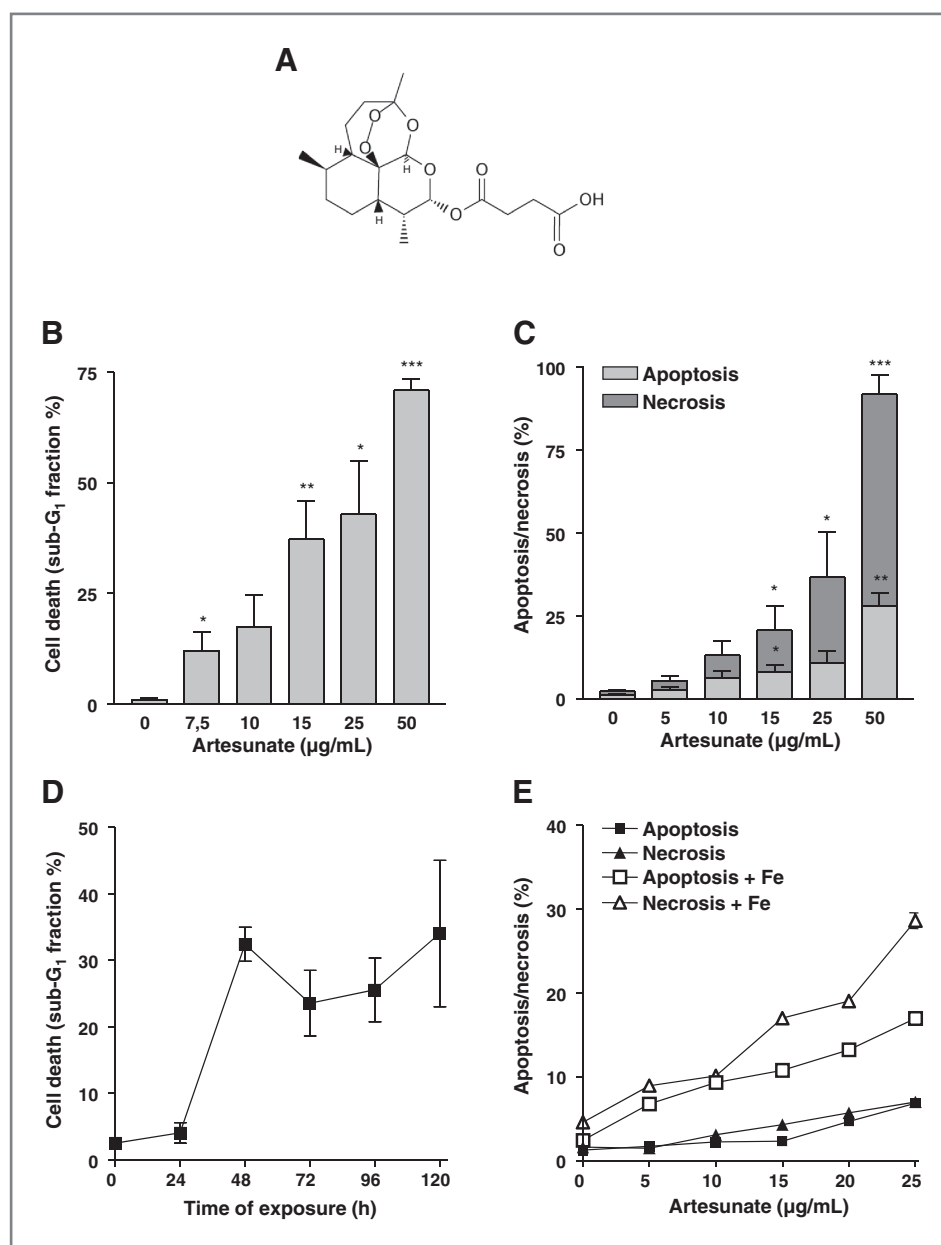 A
O
O
O
O
H
H
H
O
O
O
OH
O
B
Cell death (sub-G₁ fraction %)
75
50
25
0
*
**
*
***
0 7,5 10 15 25 50
Artesunate (µg/mL)
C
Apoptosis/necrosis (%)
100
75
50
25
0
Apoptosis
Necrosis
*
*
*
***
**
0 5 10 15 25 50
Artesunate (µg/mL)
D
Cell death (sub-G₁ fraction %)
50
40
30
20
10
0
0 24 48 72 96 120
Time of exposure (h)
E
Apoptosis/necrosis (%)
40
30
20
10
0
Apoptosis
Necrosis
Apoptosis + Fe
Necrosis + Fe
0 5 10 15 20 25
Artesunate (µg/mL)